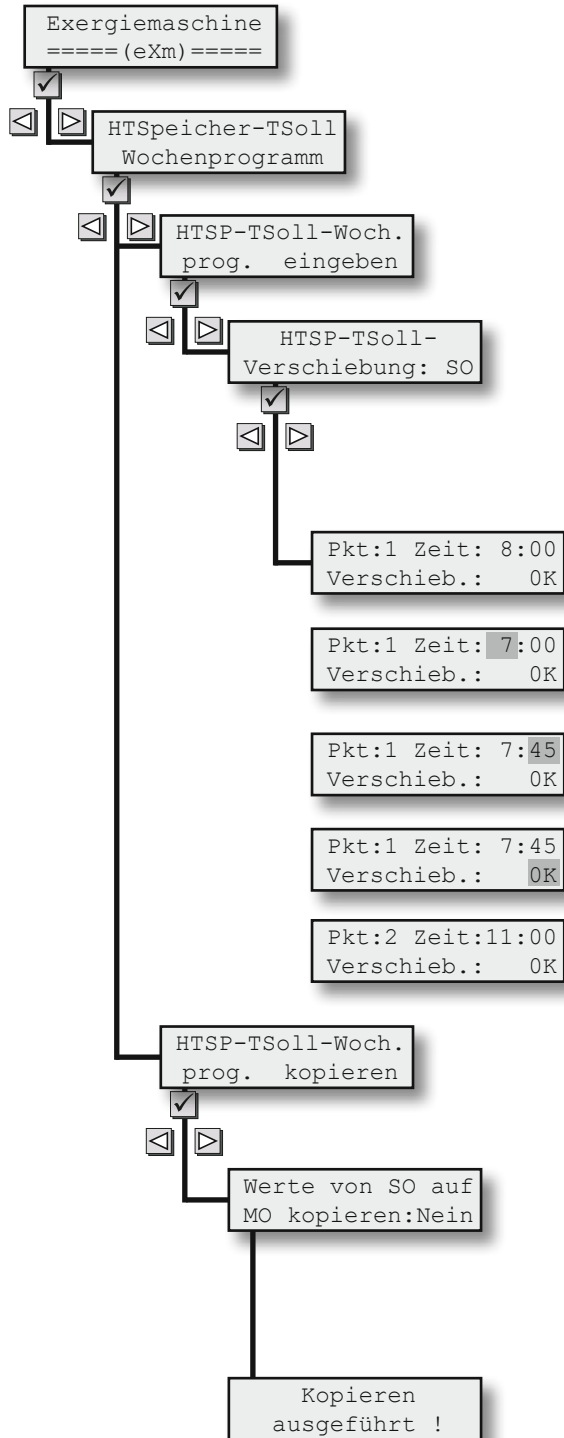 Exergiemaschine
=====(eXm)=====
HTSpeicher-TSoll
Wochenprogramm
HTSP-TSoll-Woch.
prog. eingeben
HTSP-TSoll-
Verschiebung: SO
Pkt:1 Zeit: 8:00
Verschieb.: 0K
Pkt:1 Zeit: 7:00
Verschieb.: 0K
Pkt:1 Zeit: 7:45
Verschieb.: 0K
Pkt:1 Zeit: 7:45
Verschieb.: 0K
Pkt:2 Zeit:11:00
Verschieb.: 0K
HTSP-TSoll-Woch.
prog. kopieren
Werte von SO auf
MO kopieren:Nein
Kopieren
ausgeführt !